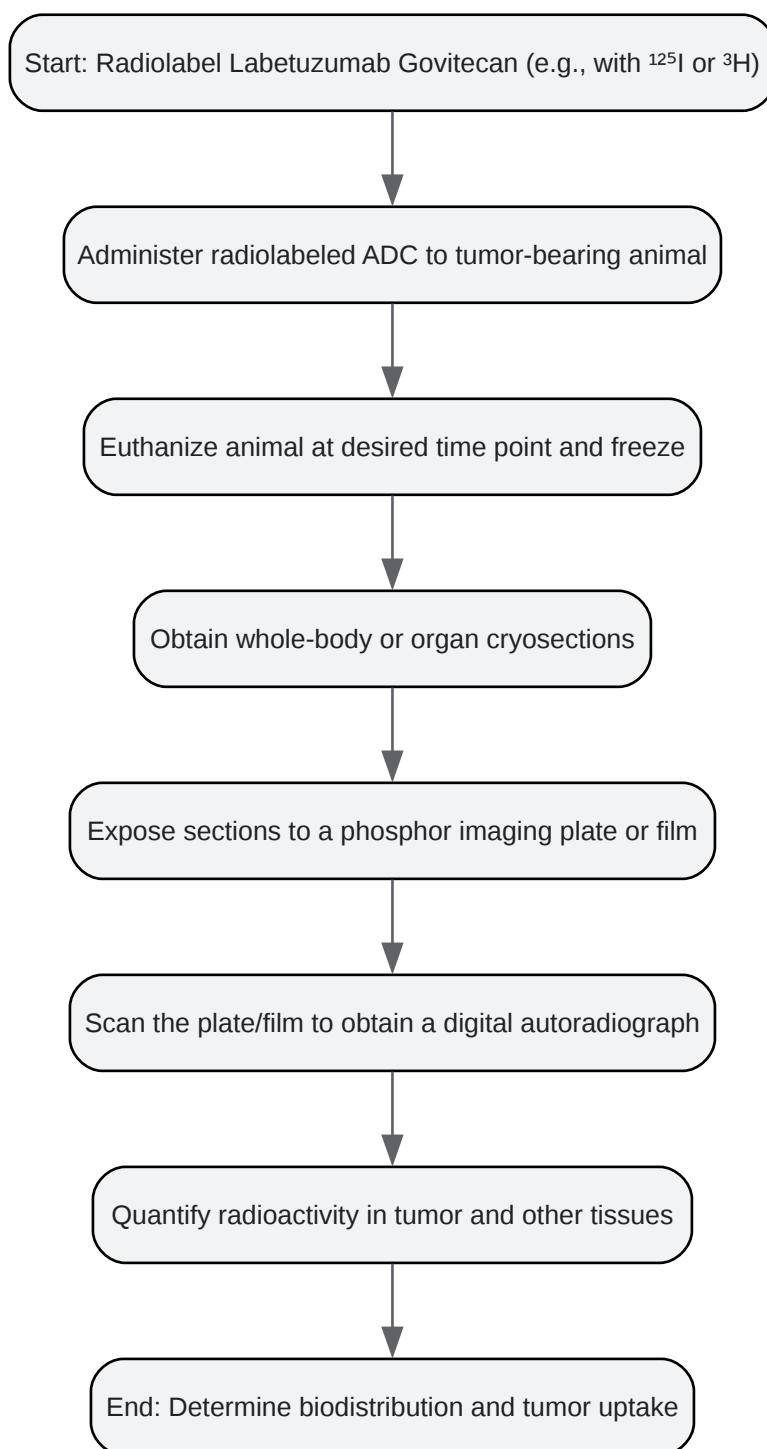 Start: Radiolabel Labetuzumab Govitecan (e.g., with ¹²⁵I or ³H)
Administer radiolabeled ADC to tumor-bearing animal
Euthanize animal at desired time point and freeze
Obtain whole-body or organ cryosections
Expose sections to a phosphor imaging plate or film
Scan the plate/film to obtain a digital autoradiograph
Quantify radioactivity in tumor and other tissues
End: Determine biodistribution and tumor uptake